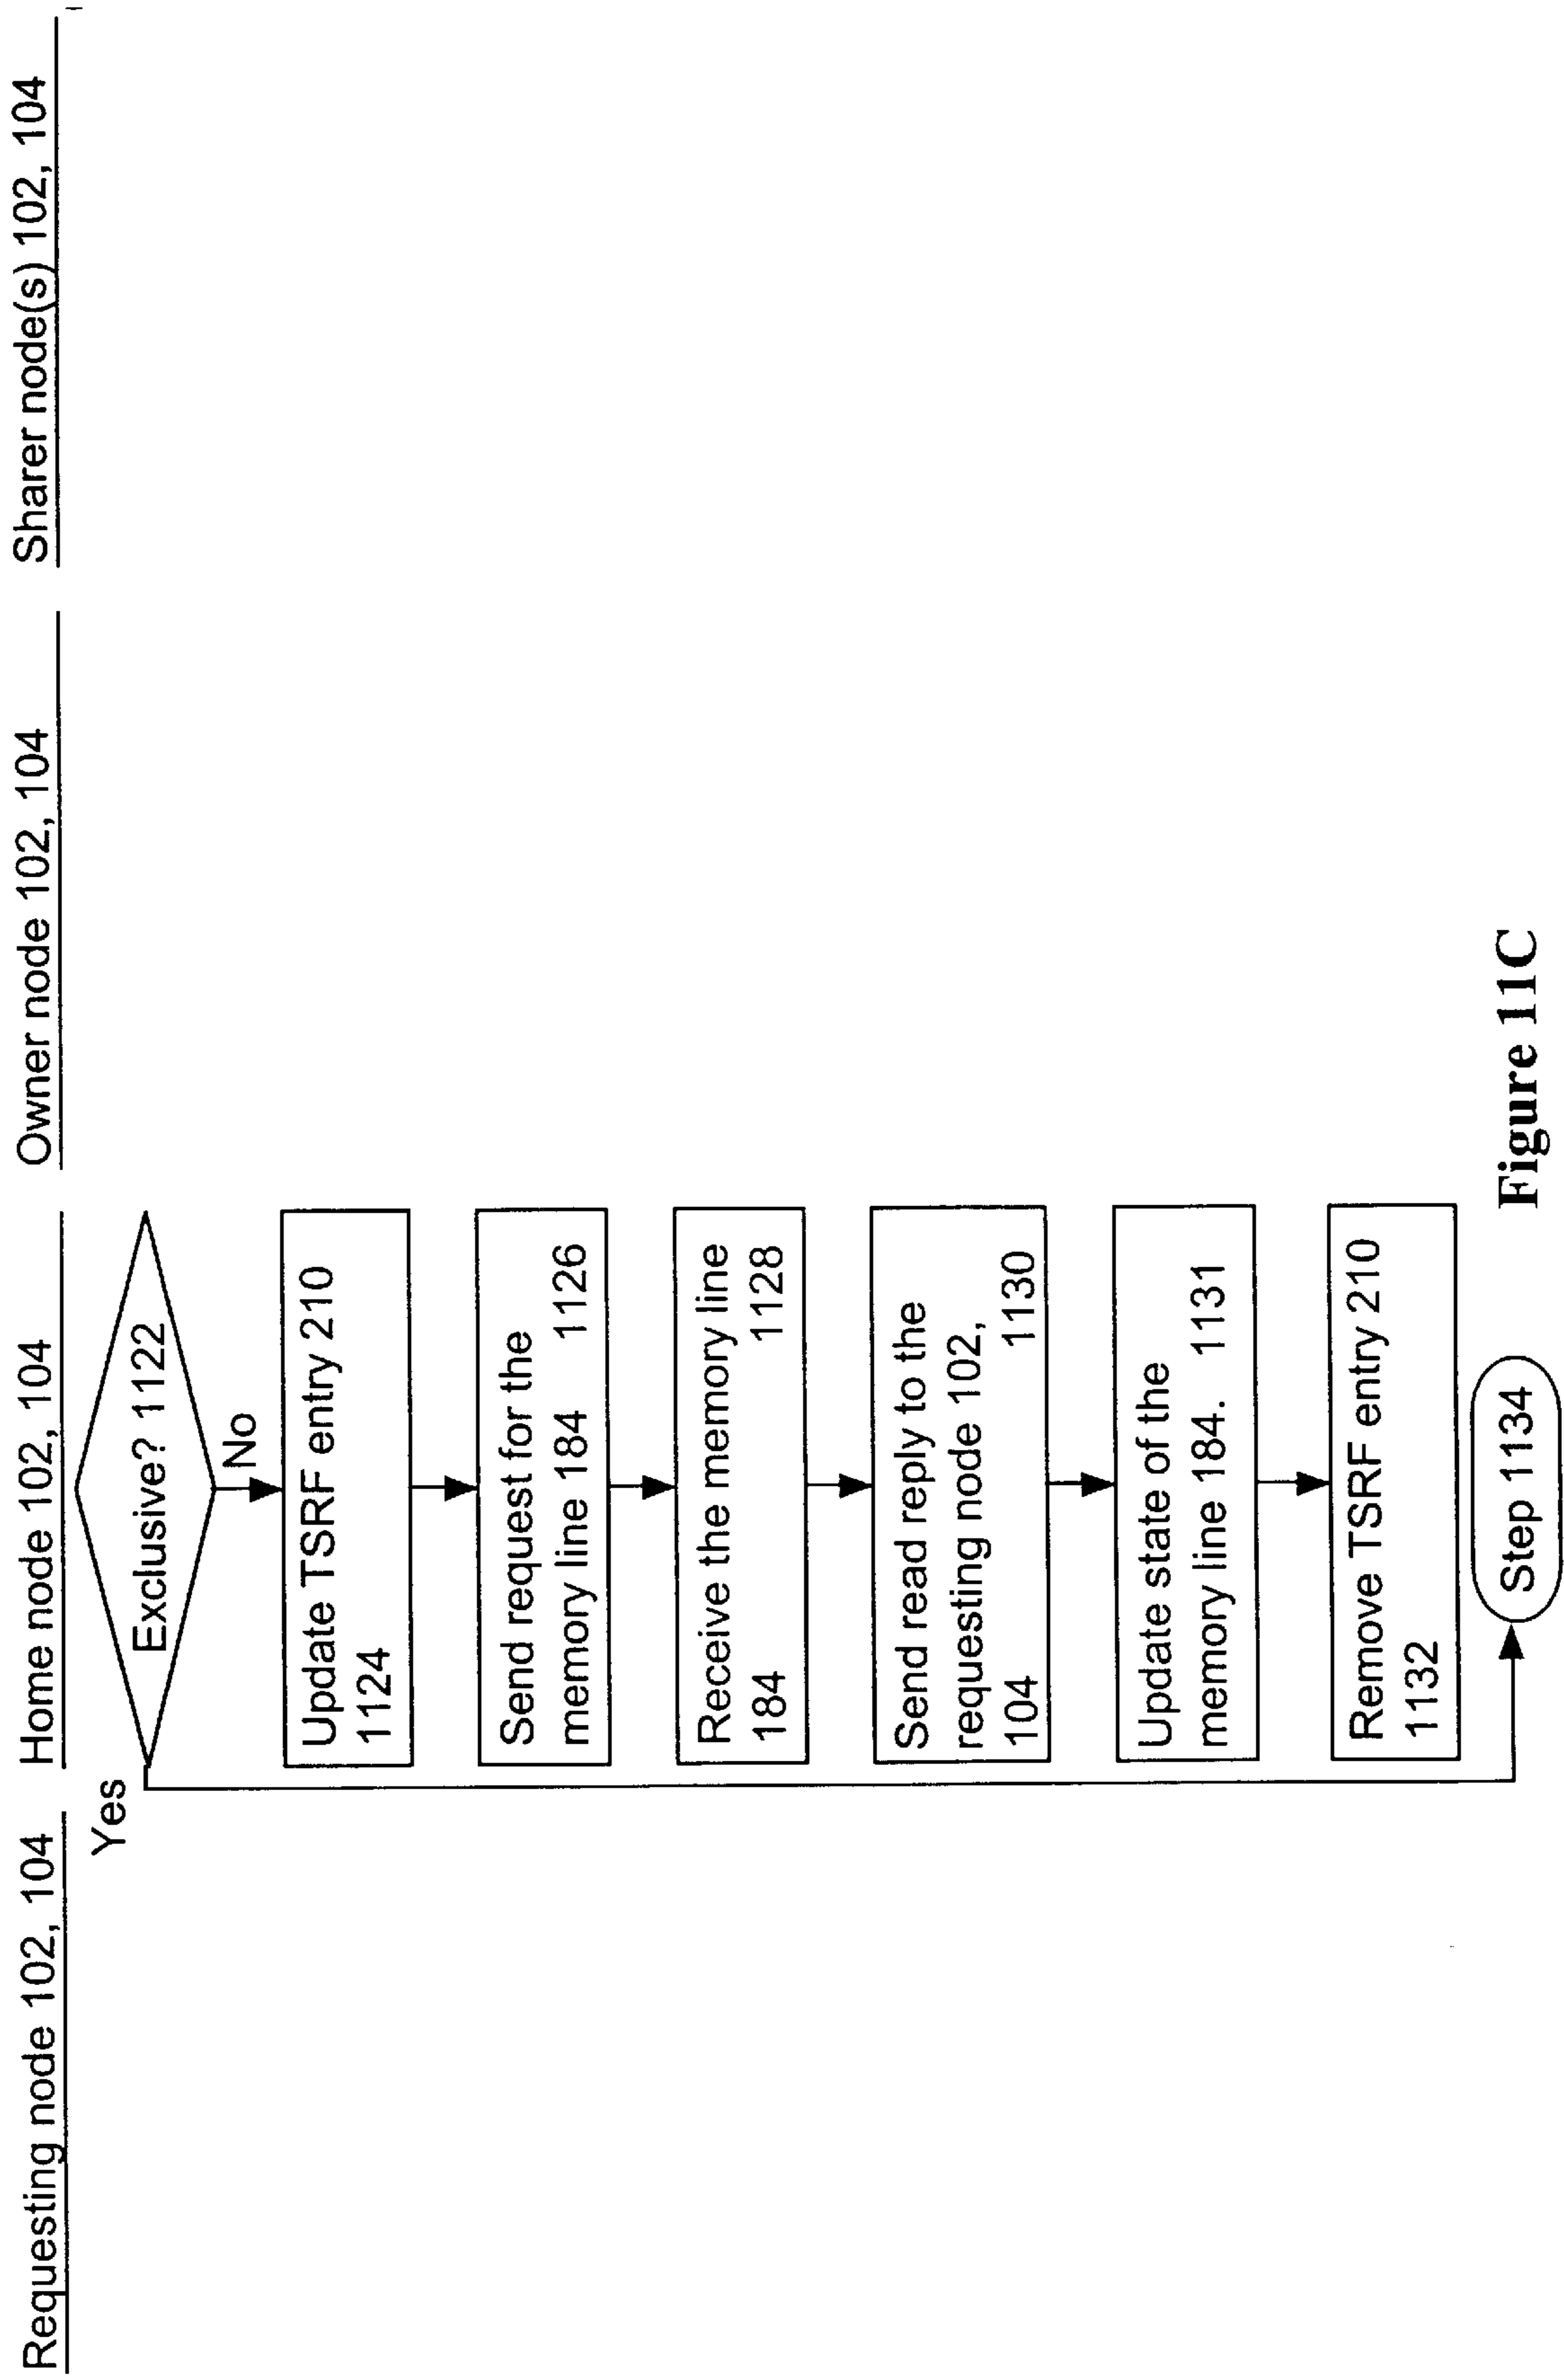 Requesting node 102, 104
Home node 102, 104
Owner node 102, 104
Sharer node(s) 102, 104
Yes
Exclusive? 1122
No
Update TSRF entry 210
1124
Send request for the
memory line 184 1126
Receive the memory line
184 1128
Send read reply to the
requesting node 102,
104 1130
Update state of the
memory line 184. 1131
Remove TSRF entry 210
1132
Step 1134
Figure 11C